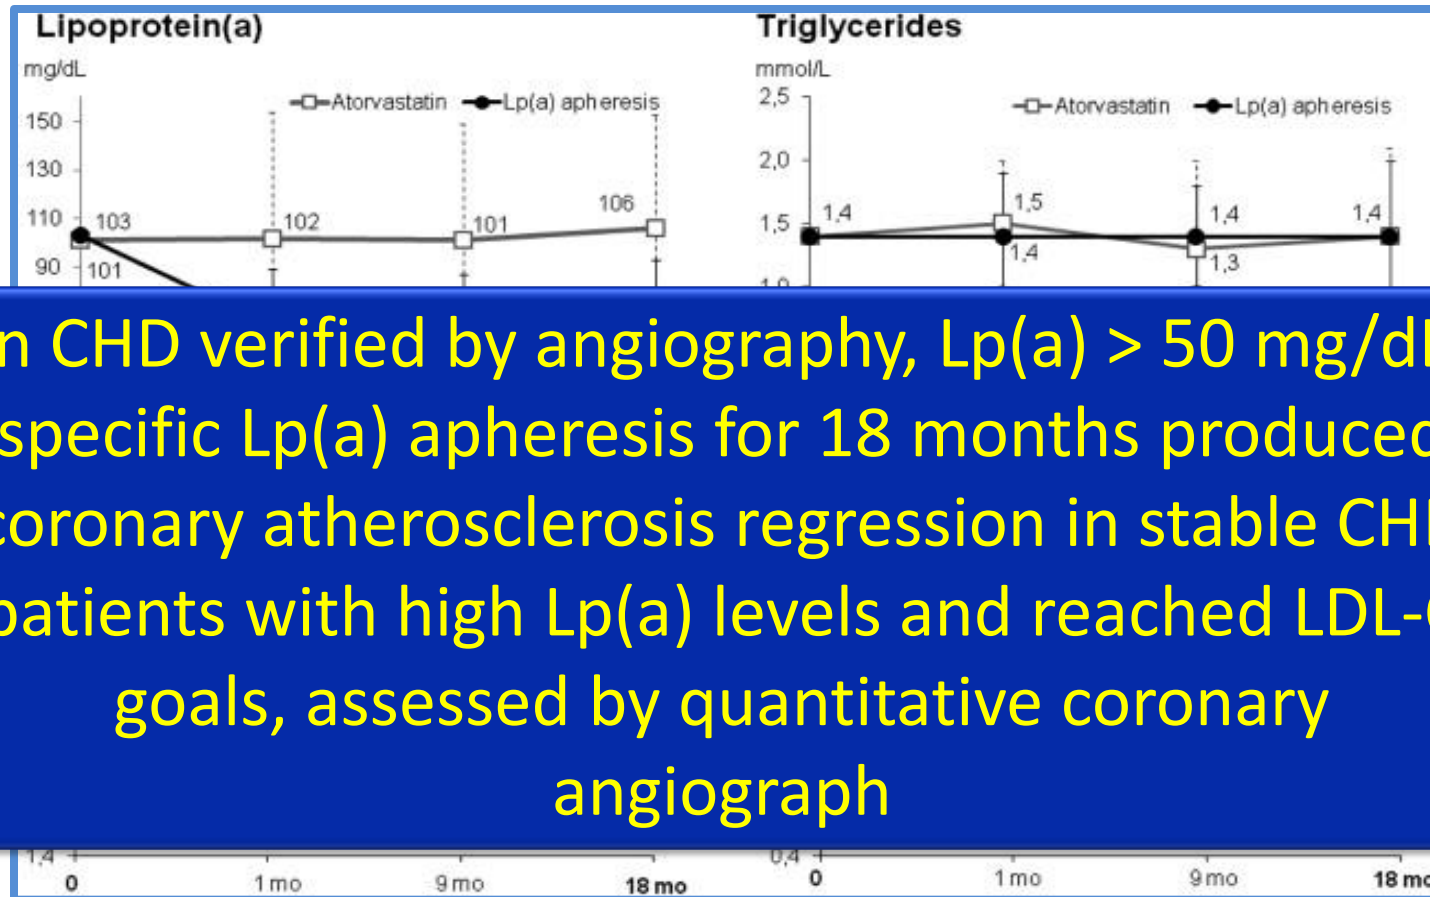 Lipoprotein(a)
mg/dL
Atorvastatin Lp(a) apheresis
150
130
110
90
103
102
101
106
101
Triglycerides
mmol/L
Atorvastatin Lp(a) apheresis
2,5
2,0
1,5
1,4
1,5
1,4
1,4
1,4
1,3
n CHD verified by angiography, Lp(a) > 50 mg/dL
specific Lp(a) apheresis for 18 months produced
coronary atherosclerosis regression in stable CHD
patients with high Lp(a) levels and reached LDL-C
goals, assessed by quantitative coronary
angiograph
1,4
0 1 mo 9 mo 18 mo
0,4
0 1 mo 9 mo 18 mo